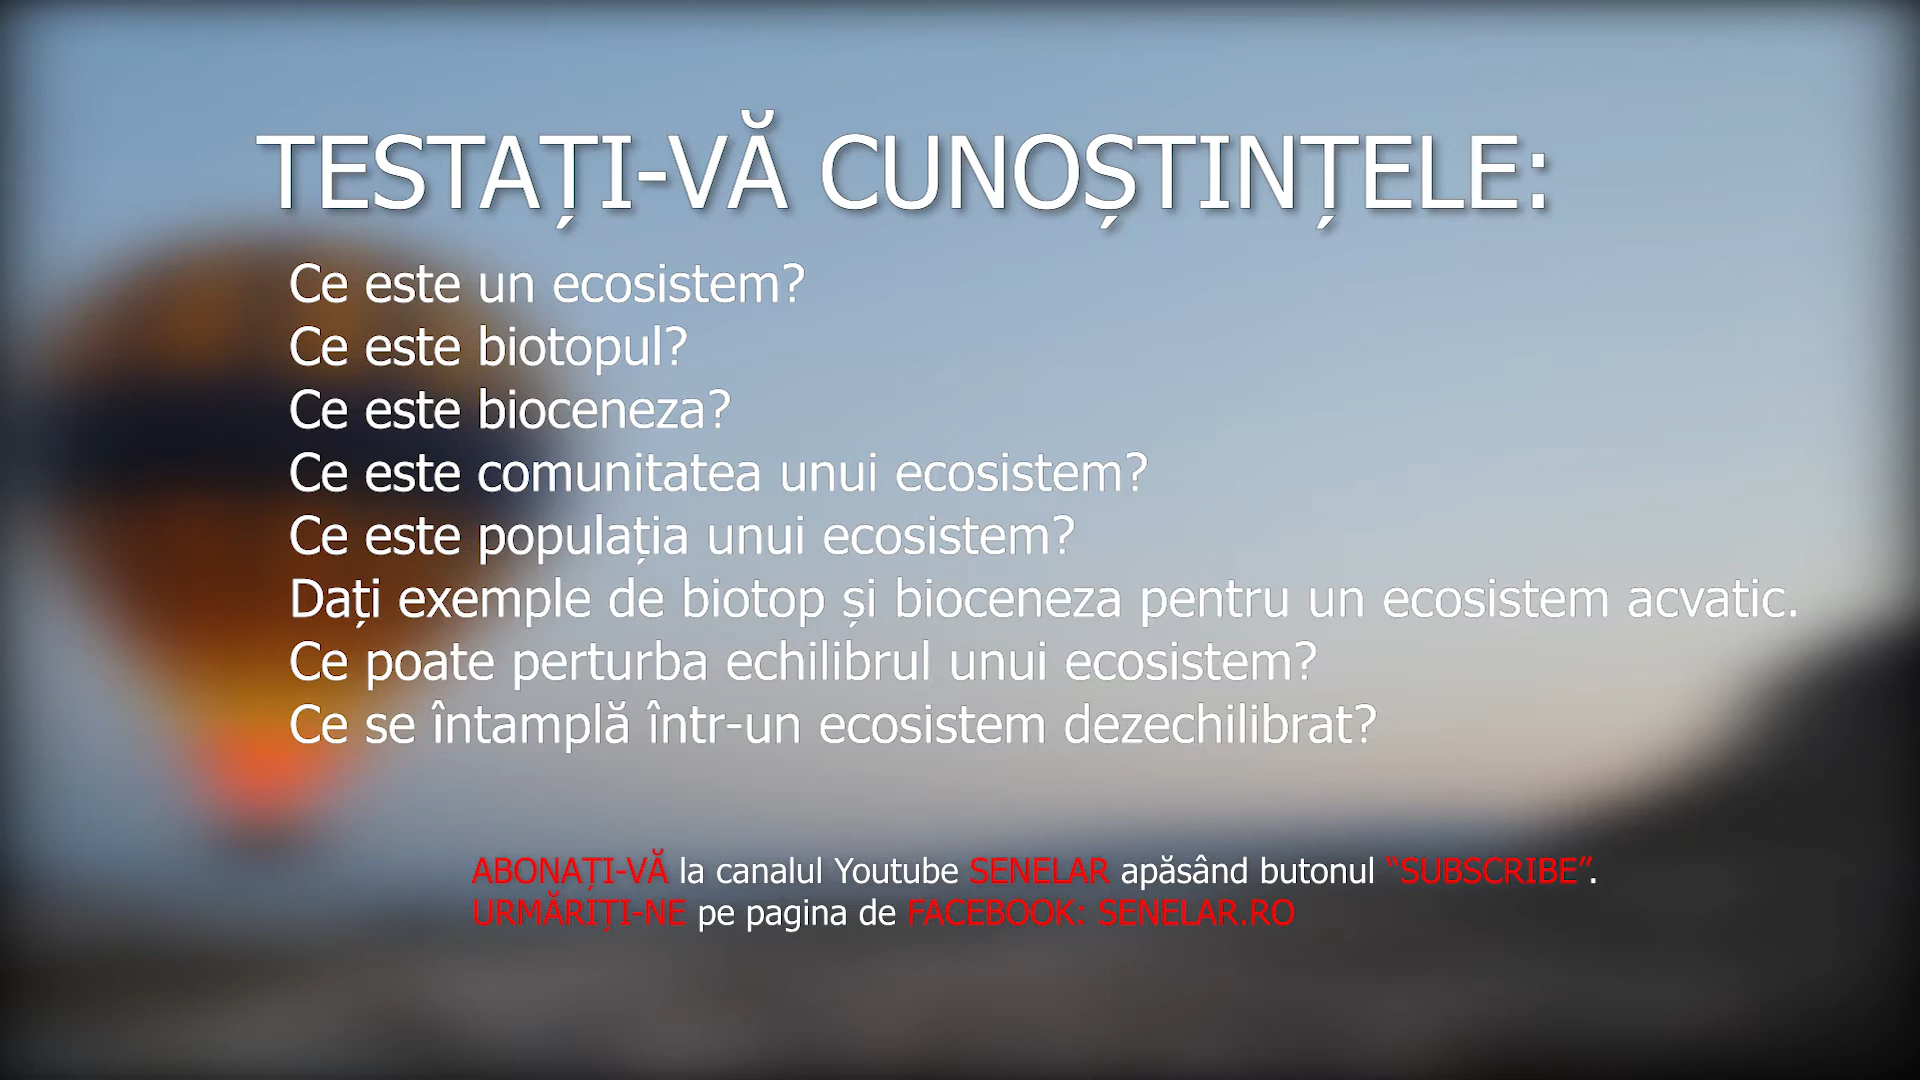 TESTAȚI-VĂ CUNOȘTINȚELE:
Ce este un ecosistem?
Ce este biotopul?
Ce este bioceneza?
Ce este comunitatea unui ecosistem?
Ce este populația unui ecosistem?
Dați exemple de biotop și bioceneza pentru un ecosistem acvatic.
Ce poate perturba echilibrul unui ecosistem?
Ce se întamplă într-un ecosistem dezechilibrat?
ABONAȚI-VĂ la canalul Youtube SENELAR apăsând butonul “SUBSCRIBE”.
URMĂRIȚI-NE pe pagina de FACEBOOK: SENELAR.RO